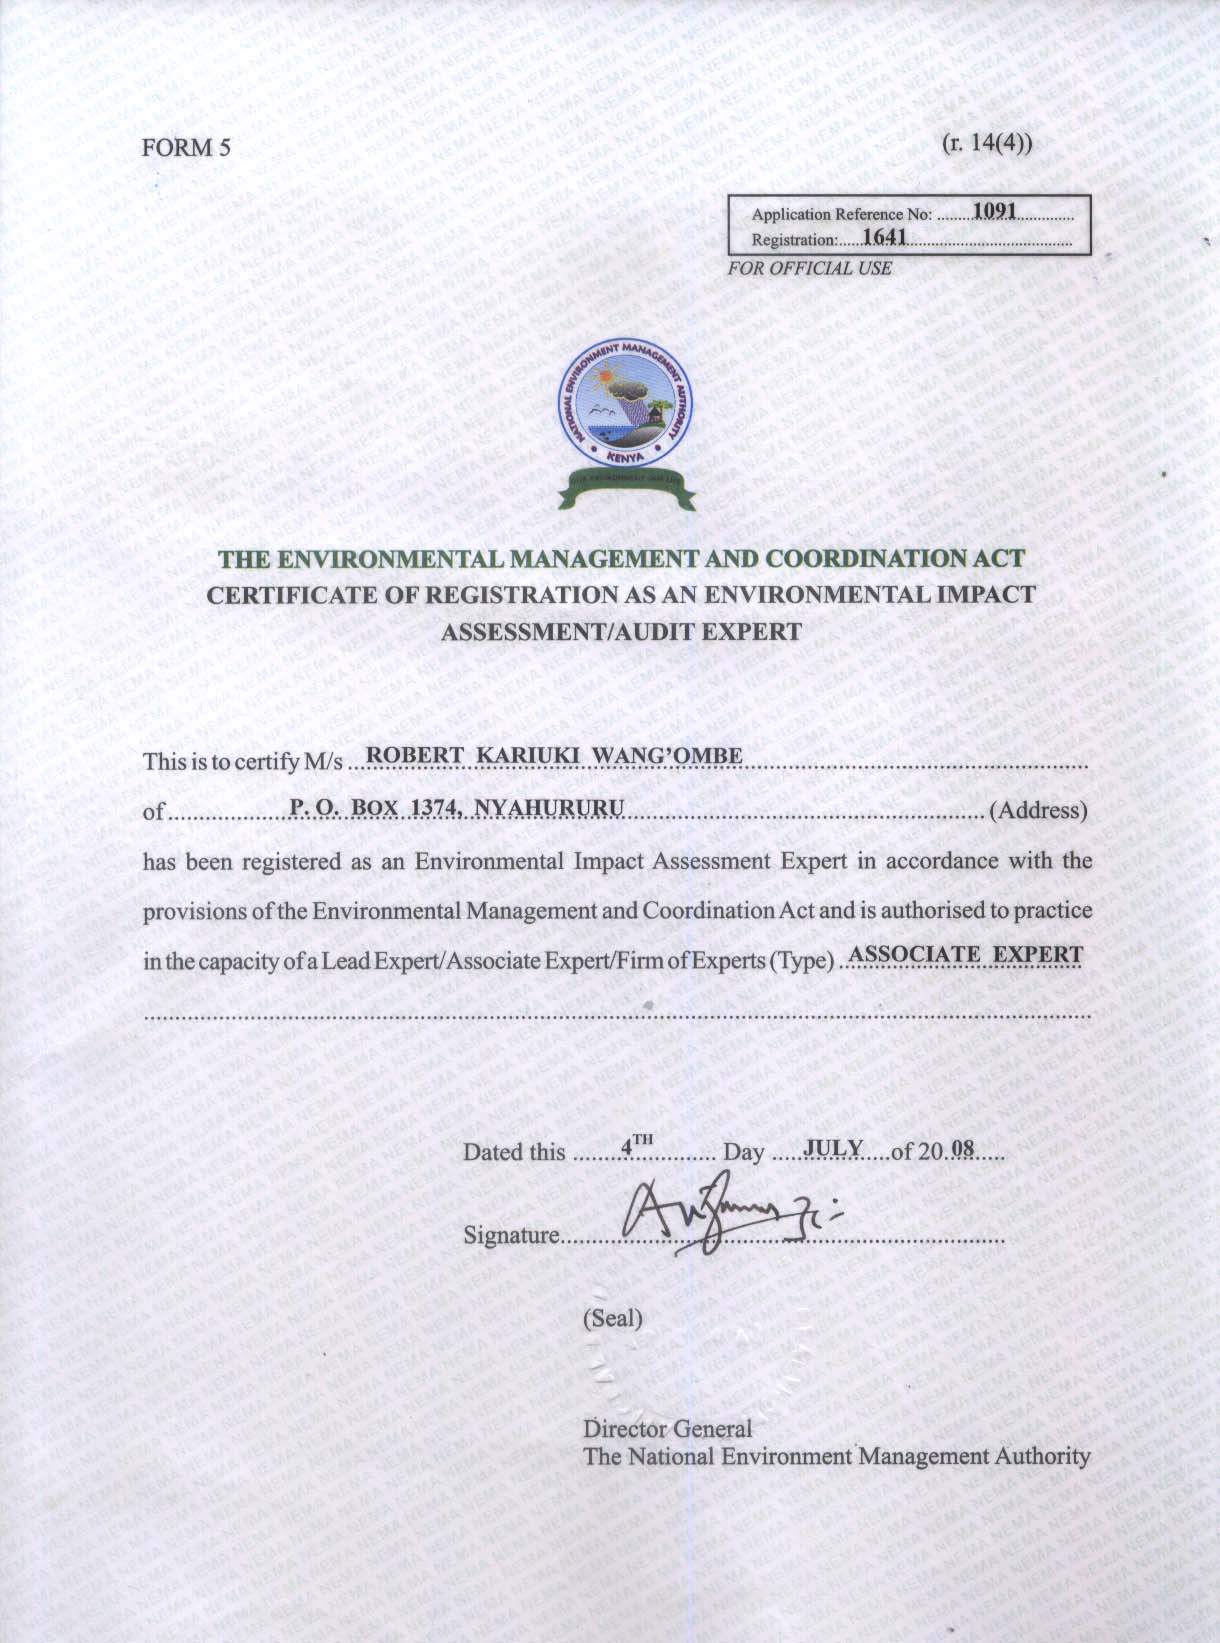 FORM 5 (r. 14(4))
Application Reference No: .........1091..............
Registration:......1641........................................
FOR OFFICIAL USE
NATIONAL ENVIRONMENT MANAGEMENT AUTHORITY
• KENYA •
THE ENVIRONMENTAL MANAGEMENT AND COORDINATION ACT
CERTIFICATE OF REGISTRATION AS AN ENVIRONMENTAL IMPACT
ASSESSMENT/AUDIT EXPERT
This is to certify M/s ...ROBERT KARIUKI WANG'OMBE........................................................
of....................P. O. BOX 1374, NYAHURURU.......................................................... (Address)
has been registered as an Environmental Impact Assessment Expert in accordance with the
provisions of the Environmental Management and Coordination Act and is authorised to practice
in the capacity of a Lead Expert/Associate Expert/Firm of Experts (Type) ..ASSOCIATE EXPERT
Dated this ........4TH............ Day .....JULY.....of 20.08.....
Signature
(Seal)
Director General
The National Environment Management Authority